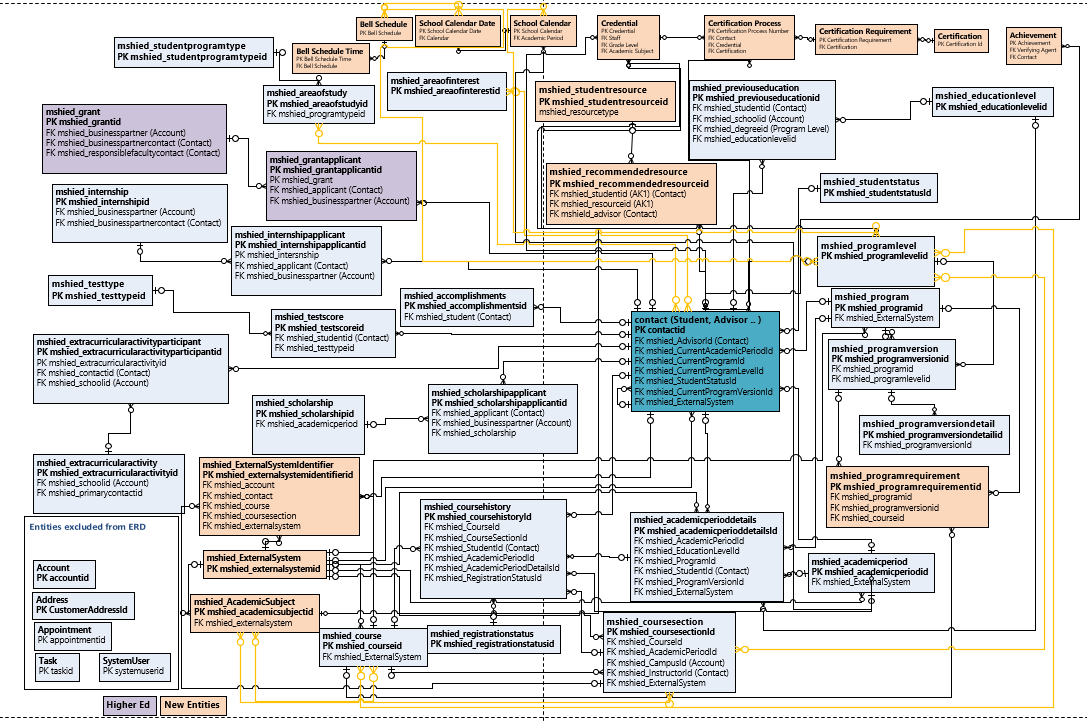 Bell Schedule
PK Bell Schedule
School Calendar Date
PK School Calendar Date
FK Calendar
School Calendar
PK School Calendar
FK Academic Period
Credential
PK Credential
FK Staff
FK Grade Level
FK Academic Subject
Certification Process
PK Certification Process Number
FK Contact
FK Credential
FK Certification
Certification Requirement
PK Certification Requirement
FK Certification
Certification
PK Certification Id
Achievement
PK Achievement
FK Verifying Agent
FK Contact
mshied_studentprogramtype
PK mshied_studentprogramtypeid
Bell Schedule Time
PK Bell Schedule Time
FK Bell Schedule
mshied_areaofstudy
PK mshied_areaofstudyid
FK mshied_programtypeid
mshied_areaofinterest
PK mshied_areaofinterestid
mshied_studentresource
PK mshied_studentresourceid
mshied_resourcetype
mshied_previouseducation
PK mshied_previouseducationid
FK mshied_studentid (Contact)
FK mshied_schoolid (Account)
FK mshied_degreeid (Program Level)
FK mshied_educationlevelid
mshied_educationlevel
PK mshied_educationlevelid
mshied_grant
PK mshied_grantid
FK mshied_businesspartner (Account)
FK mshied_businesspartnercontact (Contact)
FK mshied_responsiblefacultycontact (Contact)
mshied_grantapplicant
PK mshied_grantapplicantid
PK mshied_grant
FK mshied_applicant (Contact)
FK mshied_businesspartner (Account)
mshied_recommendedresource
PK mshied_recommendedresourceid
FK mshied_studentid (AK1) (Contact)
FK mshied_resourceid (AK1)
FK mshield_advisor (Contact)
mshied_studentstatus
PK mshied_studentstatusId
mshied_internship
PK mshied_internshipid
FK mshied_businesspartner (Account)
FK mshied_businesspartnercontact (Contact)
mshied_internshipapplicant
PK mshied_internshipapplicantid
FK mshied_intersnship
FK mshied_applicant (Contact)
FK mshied_businesspartner (Account)
mshied_programlevel
PK mshied_programlevelid
mshied_testtype
PK mshied_testtypeid
mshied_accomplishments
PK mshied_accomplishmentsid
FK mshied_student (Contact)
mshied_program
PK mshied_programid
FK mshied_ExternalSystem
mshied_testscore
PK mshied_testscoreid
FK mshied_studentid (Contact)
FK mshied_testtypeid
contact (Student, Advisor .. )
PK contactid
FK mshied_AdvisorId (Contact)
FK mshied_CurrentAcademicPeriodId
FK mshied_CurrentProgramId
FK mshied_CurrentProgramLevelId
FK mshied_StudentStatusId
FK mshied_CurrentProgramVersionId
FK mshied_ExternalSystem
mshied_extracurricularactivityparticipant
PK mshied_extracurricularactivityparticipantid
FK mshied_extracurricularactivityid
FK mshied_contactid (Contact)
FK mshied_schoolid (Account)
mshied_programversion
PK mshied_programversionid
FK mshied_programid
FK mshied_programlevelid
mshied_scholarship
PK mshied_scholarshipid
FK mshied_academicperiod
mshied_scholarshipapplicant
PK mshied_scholarshipapplicantid
FK mshied_applicant (Contact)
FK mshied_businesspartner (Account)
FK mshied_scholarship
mshied_programversiondetail
PK mshied_programversiondetailid
FK mshied_programversionId
mshied_extracurricularactivity
PK mshied_extracurricularactivityid
FK mshied_schoolid (Account)
FK mshied_primarycontactid
mshied_ExternalSystemIdentifier
PK mshied_externalsystemidentifierid
FK mshied_account
FK mshied_contact
FK mshied_course
FK mshied_coursesection
FK mshied_externalsystem
mshied_programrequirement
PK mshied_programrequirementid
FK mshied_programid
FK mshied_programversionid
FK mshied_courseid
mshied_coursehistory
PK mshied_coursehistoryId
FK mshied_CourseId
FK mshied_CourseSectionId
FK mshied_StudentId (Contact)
FK mshied_AcademicPeriodId
FK mshied_AcademicPeriodDetailsId
FK mshied_RegistrationStatusId
mshied_academicperioddetails
PK mshied_academicperioddetailsId
FK mshied_AcademicPeriodId
FK mshied_EducationLevelId
FK mshied_ProgramId
FK mshied_StudentId (Contact)
FK mshied_ProgramVersionId
FK mshied_ExternalSystem
mshied_academicperiod
PK mshied_academicperiodid
FK mshied_ExternalSystem
Entities excluded from ERD
Account
PK accountid
Address
PK CustomerAddressId
Appointment
PK appointmentid
Task
PK taskid
SystemUser
PK systemuserid
mshied_ExternalSystem
PK mshied_externalsystemid
mshied_AcademicSubject
PK mshied_academicsubjectid
FK mshied_externalsystem
mshied_course
PK mshied_courseid
FK mshied_ExternalSystem
mshied_registrationstatus
PK mshied_registrationstatusid
mshied_coursesection
PK mshied_coursesectionId
FK mshied_CourseId
FK mshied_AcademicPeriodId
FK mshied_CampusId (Account)
FK mshied_InstructorId (Contact)
FK mshied_ExternalSystem
Higher Ed
New Entities